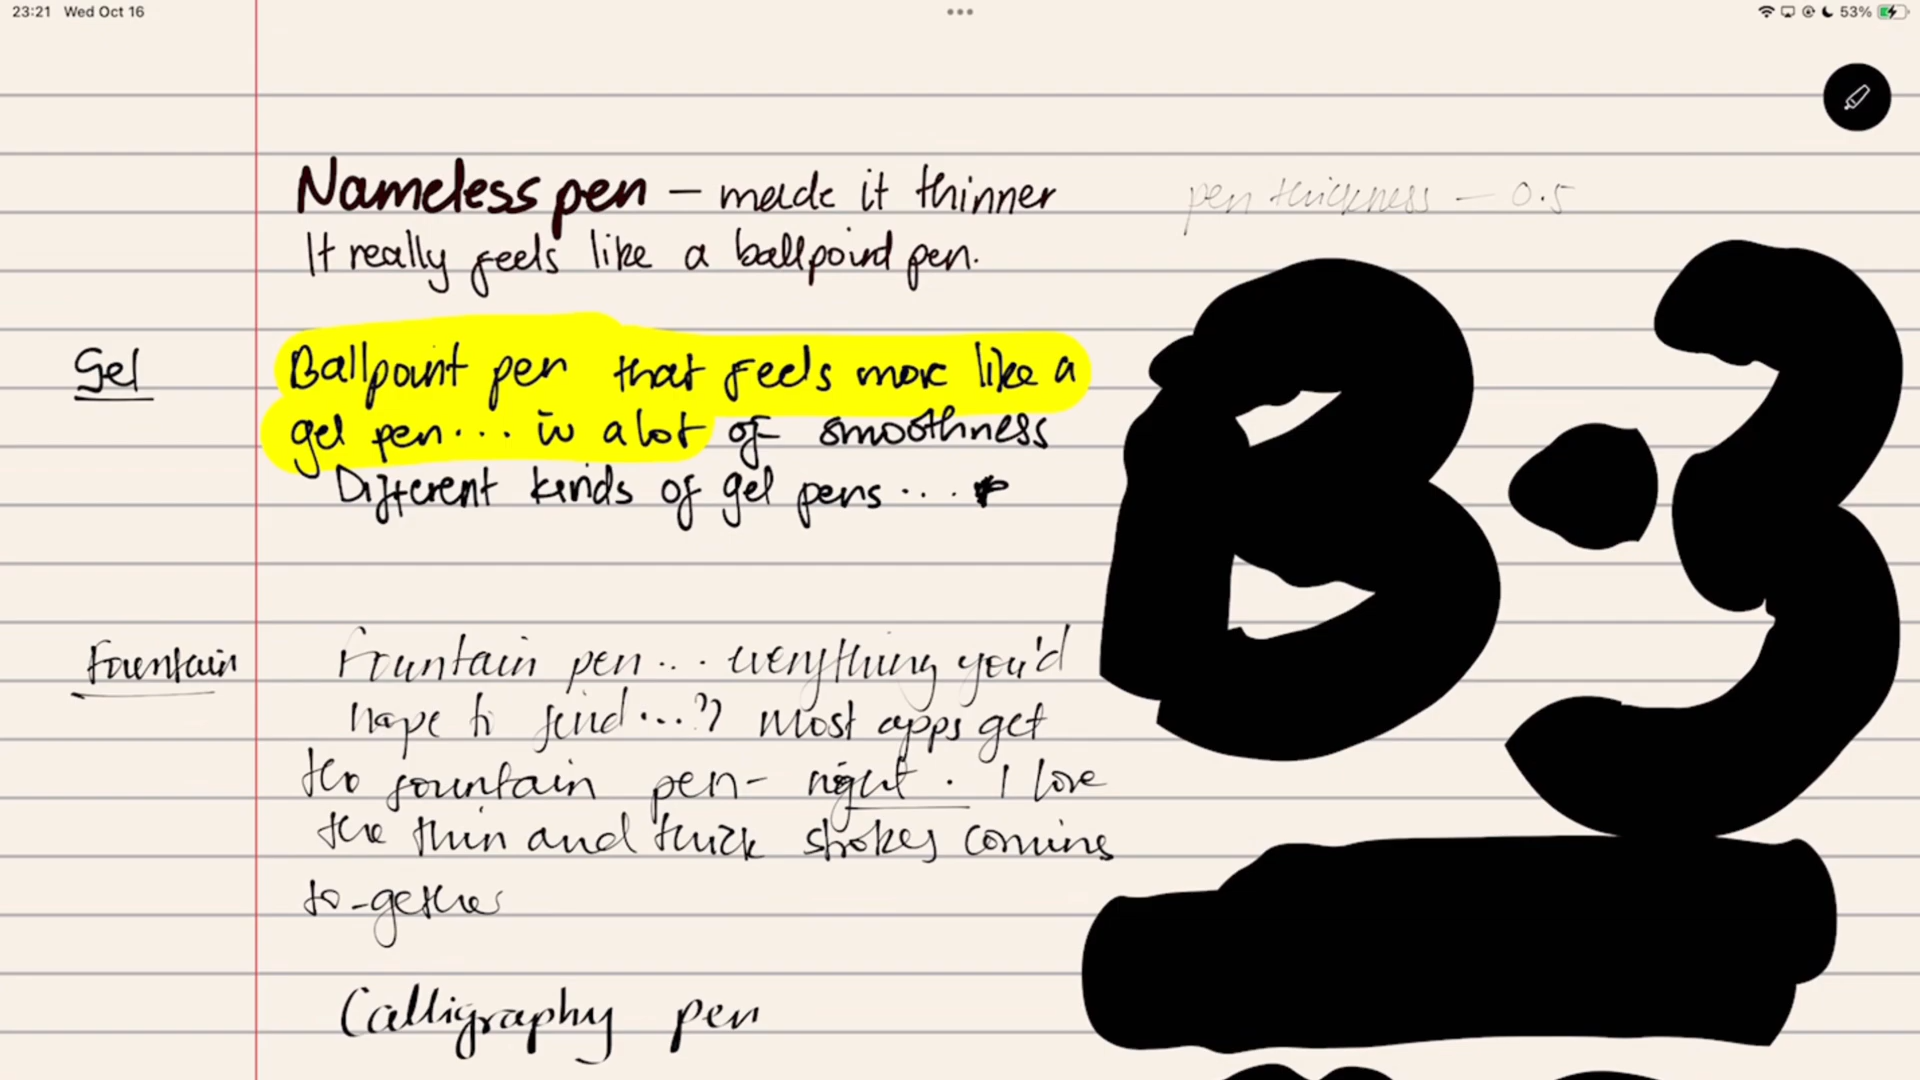 23:21 Wed Oct 16
53%
Nameless pen – made it thinner
pen thickness – 0.5
It really feels like a ballpoint pen.
Gel
Ballpoint pen that feels more like a
gel pen... in a lot of smoothness
Different kinds of gel pens...
B.3
Fountain
Fountain pen... everything you'd
hope to find...?? Most apps get
the fountain pen- right. I love
the thin and thick strokes coming
to-gether
Calligraphy pen